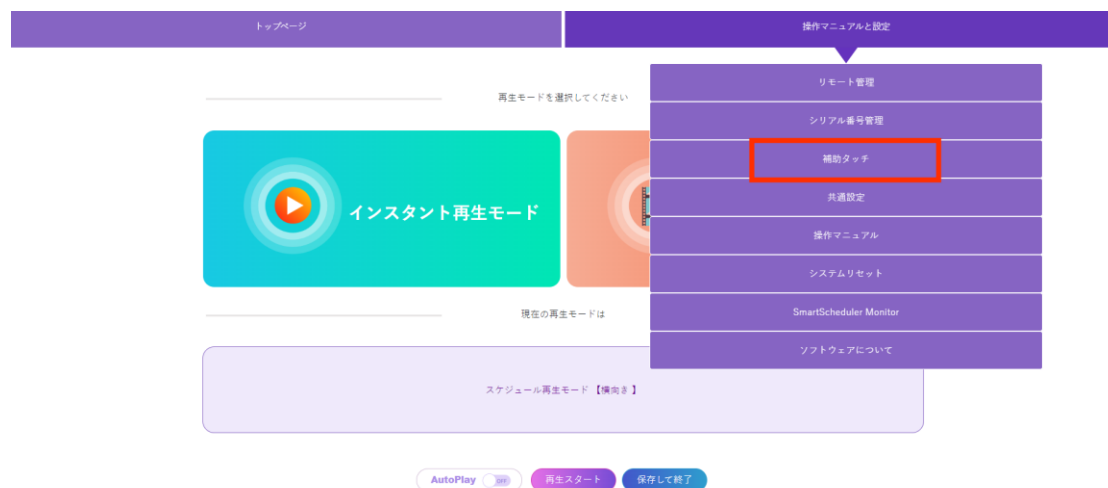 トップページ
操作マニュアルと設定
リモート管理
シリアル番号管理
補助タッチ
共通設定
操作マニュアル
システムリセット
SmartScheduler Monitor
ソフトウェアについて
再生モードを選択してください
インスタント再生モード
現在の再生モードは
スケジュール再生モード 【横向き 】
AutoPlay OFF
再生スタート
保存して終了